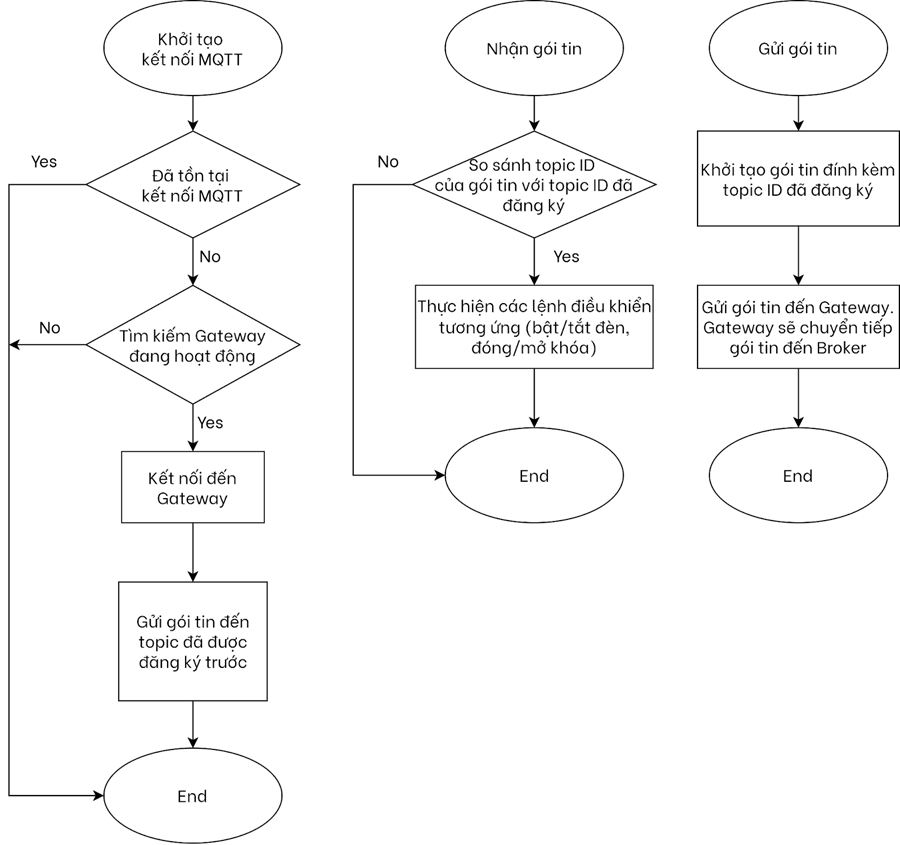 Khởi tạo
kết nối MQTT
Yes
Đã tồn tại
kết nối MQTT
No
No
Tìm kiếm Gateway
đang hoạt động
Yes
Kết nối đến
Gateway
Gửi gói tin đến
topic đã được
đăng ký trước
End
Nhận gói tin
No
So sánh topic ID
của gói tin với topic ID đã
đăng ký
Yes
Thực hiện các lệnh điều khiển
tương ứng (bật/tắt đèn,
đóng/mở khóa)
End
Gửi gói tin
Khởi tạo gói tin đính kèm
topic ID đã đăng ký
Gửi gói tin đến Gateway.
Gateway sẽ chuyển tiếp
gói tin đến Broker
End